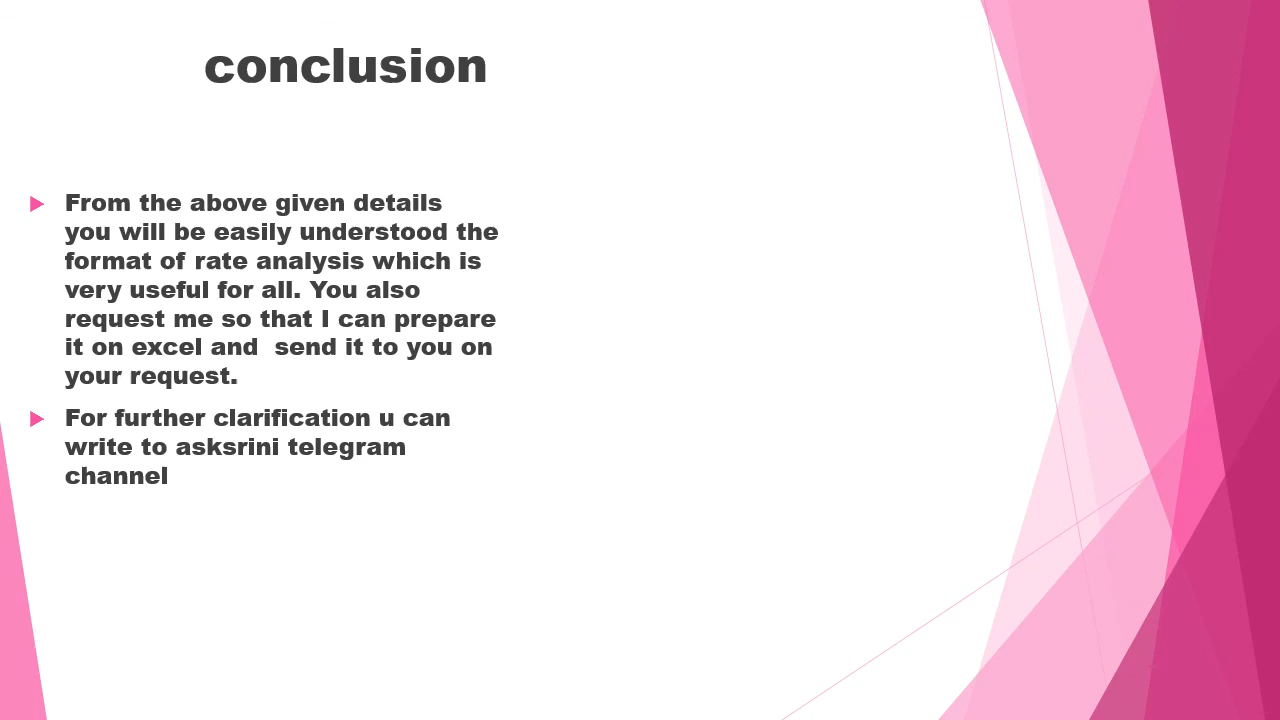 conclusion
From the above given details
you will be easily understood the
format of rate analysis which is
very useful for all. You also
request me so that I can prepare
it on excel and  send it to you on
your request.
For further clarification u can
write to asksrini telegram
channel